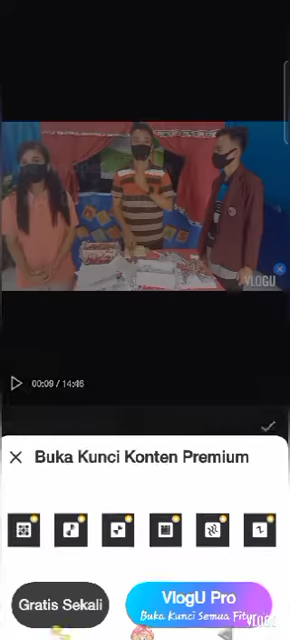 VLOGU
00:09 / 14:46
Buka Kunci Konten Premium
Gratis Sekali
VlogU Pro
Buka Kunci Semua Fitur
VLOGU